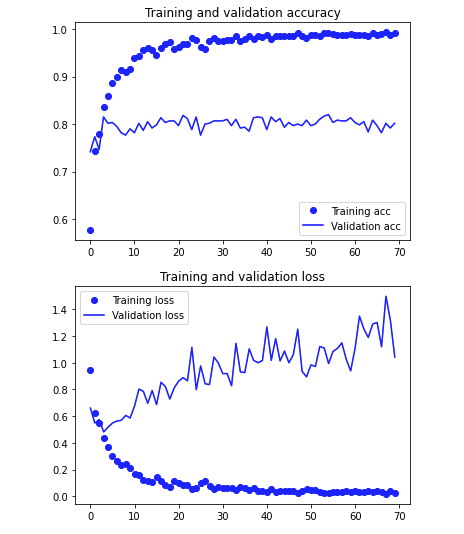 Training and validation accuracy
1.0
0.9
0.8
0.7
0.6
Training acc
Validation acc
0 10 20 30 40 50 60 70
Training and validation loss
1.4
1.2
1.0
0.8
0.6
0.4
0.2
0.0
Training loss
Validation loss
0 10 20 30 40 50 60 70